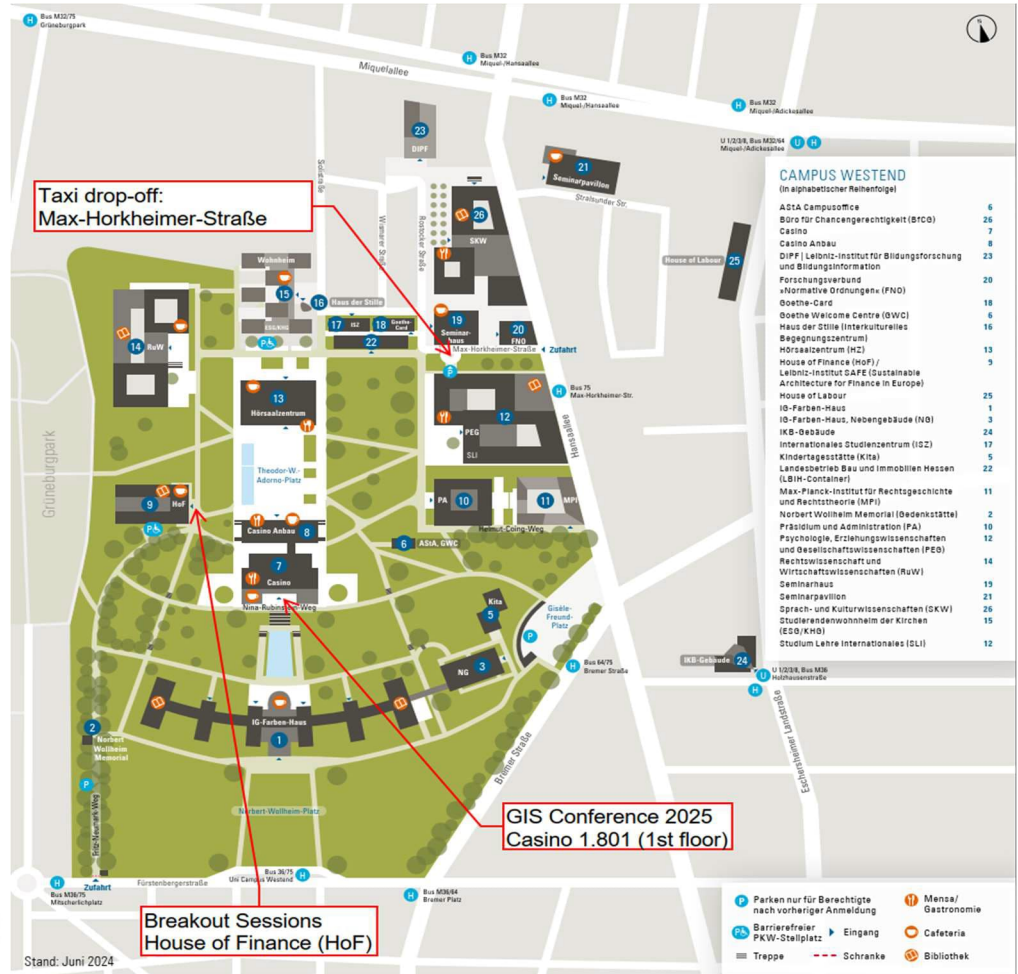 Bus M32/75
Grüneburgpark
Bus M32
Miquel-/Hansaallee
Miquelallee
Bus M32
Miquel-/Hansaallee
Bus M32
Miquel-/Adickesallee
U 1/2/3/8, Bus M32/64
Miquel-/Adickesallee
N
H
H
H
H
U H
23
DIPF
21
Seminarpavillon
Stralsunder Str.
Taxi drop-off:
Max-Horkheimer-Straße
Wismarer Straße
Rostocker Straße
26
SKW
House of Labour
25
Wohnheim
15
ESG/KHG
16 Haus der Stille
17 ISZ
18 Goethe-
Card
22
19
Seminar-
haus
20
FNO
Max-Horkheimer-Straße
Zufahrt
14 RuW
P
P
H
Bus 75
Max-Horkheimer-Str.
13
Hörsaalzentrum
12
PEG
SLI
Hansaallee
Grüneburgpark
Theodor-W.-
Adorno-Platz
9 HoF
P
PA 10
11 MPI
Helmut-Coing-Weg
Casino Anbau 8
6 AStA, GWC
7
Casino
Nina-Rubinstein-Weg
Kita
5
Gisèle-
Freund-
Platz
P
NG 3
H
Bus 64/75
Bremer Straße
IKB-Gebäude 24
U
H
U 1/2/3/8, Bus M36
Holzhausenstraße
IG-Farben-Haus
1
2
Norbert
Wollheim
Memorial
P
Fritz-Neumark-Weg
Bremer Straße
Eschersheimer Landstraße
Norbert-Wollheim-Platz
GIS Conference 2025
Casino 1.801 (1st floor)
Bus 36/75
Uni Campus Westend
H
H
Bus M36/75
Mitscherlichplatz
Zufahrt
Fürstenbergerstraße
H
Bus M36/64
Bremer Platz
Breakout Sessions
House of Finance (HoF)
Stand: Juni 2024
CAMPUS WESTEND
(in alphabetischer Reihenfolge)
AStA Campusoffice 6
Büro für Chancengerechtigkeit (BfCG) 26
Casino 7
Casino Anbau 8
DIPF | Leibniz-Institut für Bildungsforschung 23
und Bildungsinformation
Forschungsverbund 20
»Normative Ordnungen« (FNO)
Goethe-Card 18
Goethe Welcome Centre (GWC) 6
Haus der Stille (Interkulturelles 16
Begegnungszentrum)
Hörsaalzentrum (HZ) 13
House of Finance (HoF) / 9
Leibniz-Institut SAFE (Sustainable
Architecture for Finance in Europe)
House of Labour 25
IG-Farben-Haus 1
IG-Farben-Haus, Nebengebäude (NG) 3
IKB-Gebäude 24
Internationales Studienzentrum (ISZ) 17
Kindertagesstätte (Kita) 5
Landesbetrieb Bau und Immobilien Hessen 22
(LBIH-Container)
Max-Planck-Institut für Rechtsgeschichte 11
und Rechtstheorie (MPI)
Norbert Wollheim Memorial (Gedenkstätte) 2
Präsidium und Administration (PA) 10
Psychologie, Erziehungswissenschaften 12
und Gesellschaftswissenschaften (PEG)
Rechtswissenschaft und 14
Wirtschaftswissenschaften (RuW)
Seminarhaus 19
Seminarpavillon 21
Sprach- und Kulturwissenschaften (SKW) 26
Studierendenwohnheim der Kirchen 15
(ESG/KHG)
Studium Lehre Internationales (SLI) 12
P Parken nur für Berechtigte
nach vorheriger Anmeldung
P Barrierefreier
PKW-Stellplatz
Eingang
Treppe
Schranke
Mensa/
Gastronomie
Cafeteria
Bibliothek